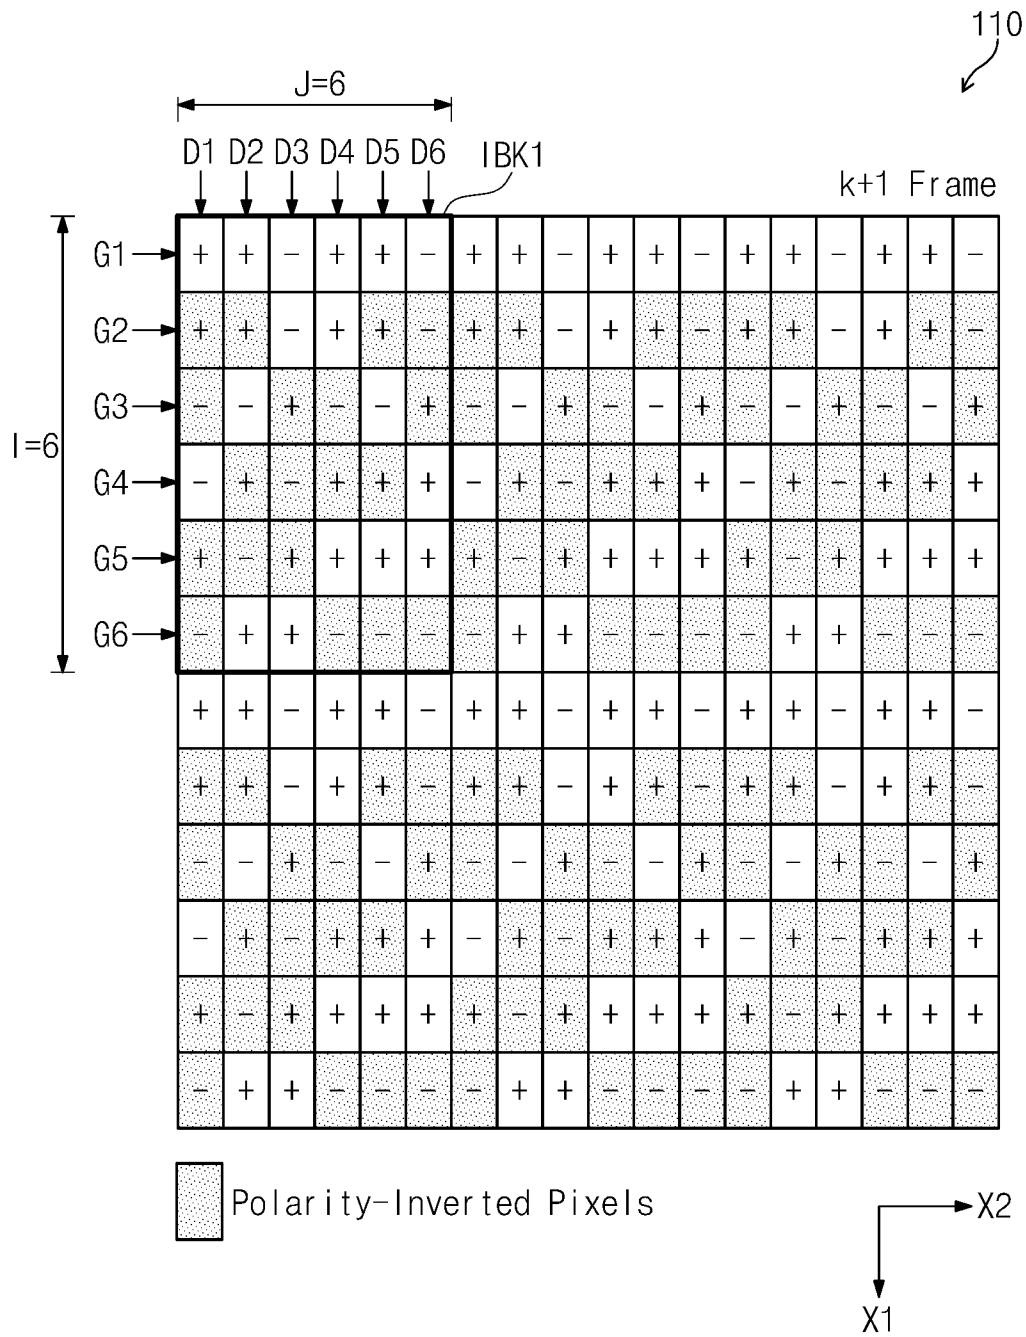 110
J=6
D1 D2 D3 D4 D5 D6 IBK1
k+1 Frame
G1 + + - + + - + + - + + - + + - + + -
G2 + + - + + - + + - + + - + + - + + -
G3 - - + - - + - - + - - + - - + - - +
I=6
G4 - + - + + + - + - + + + - + - + + +
G5 + - + + + + + - + + + + + - + + + +
G6 - + + - - - - + + - - - - + + - - -
+ + - + + - + + - + + - + + - + + -
+ + - + + - + + - + + - + + - + + -
- - + - - + - - + - - + - - + - - +
- + - + + + - + - + + + - + - + + +
+ - + + + + + - + + + + + - + + + +
- + + - - - - + + - - - - + + - - -
Polarity-Inverted Pixels
X2
X1